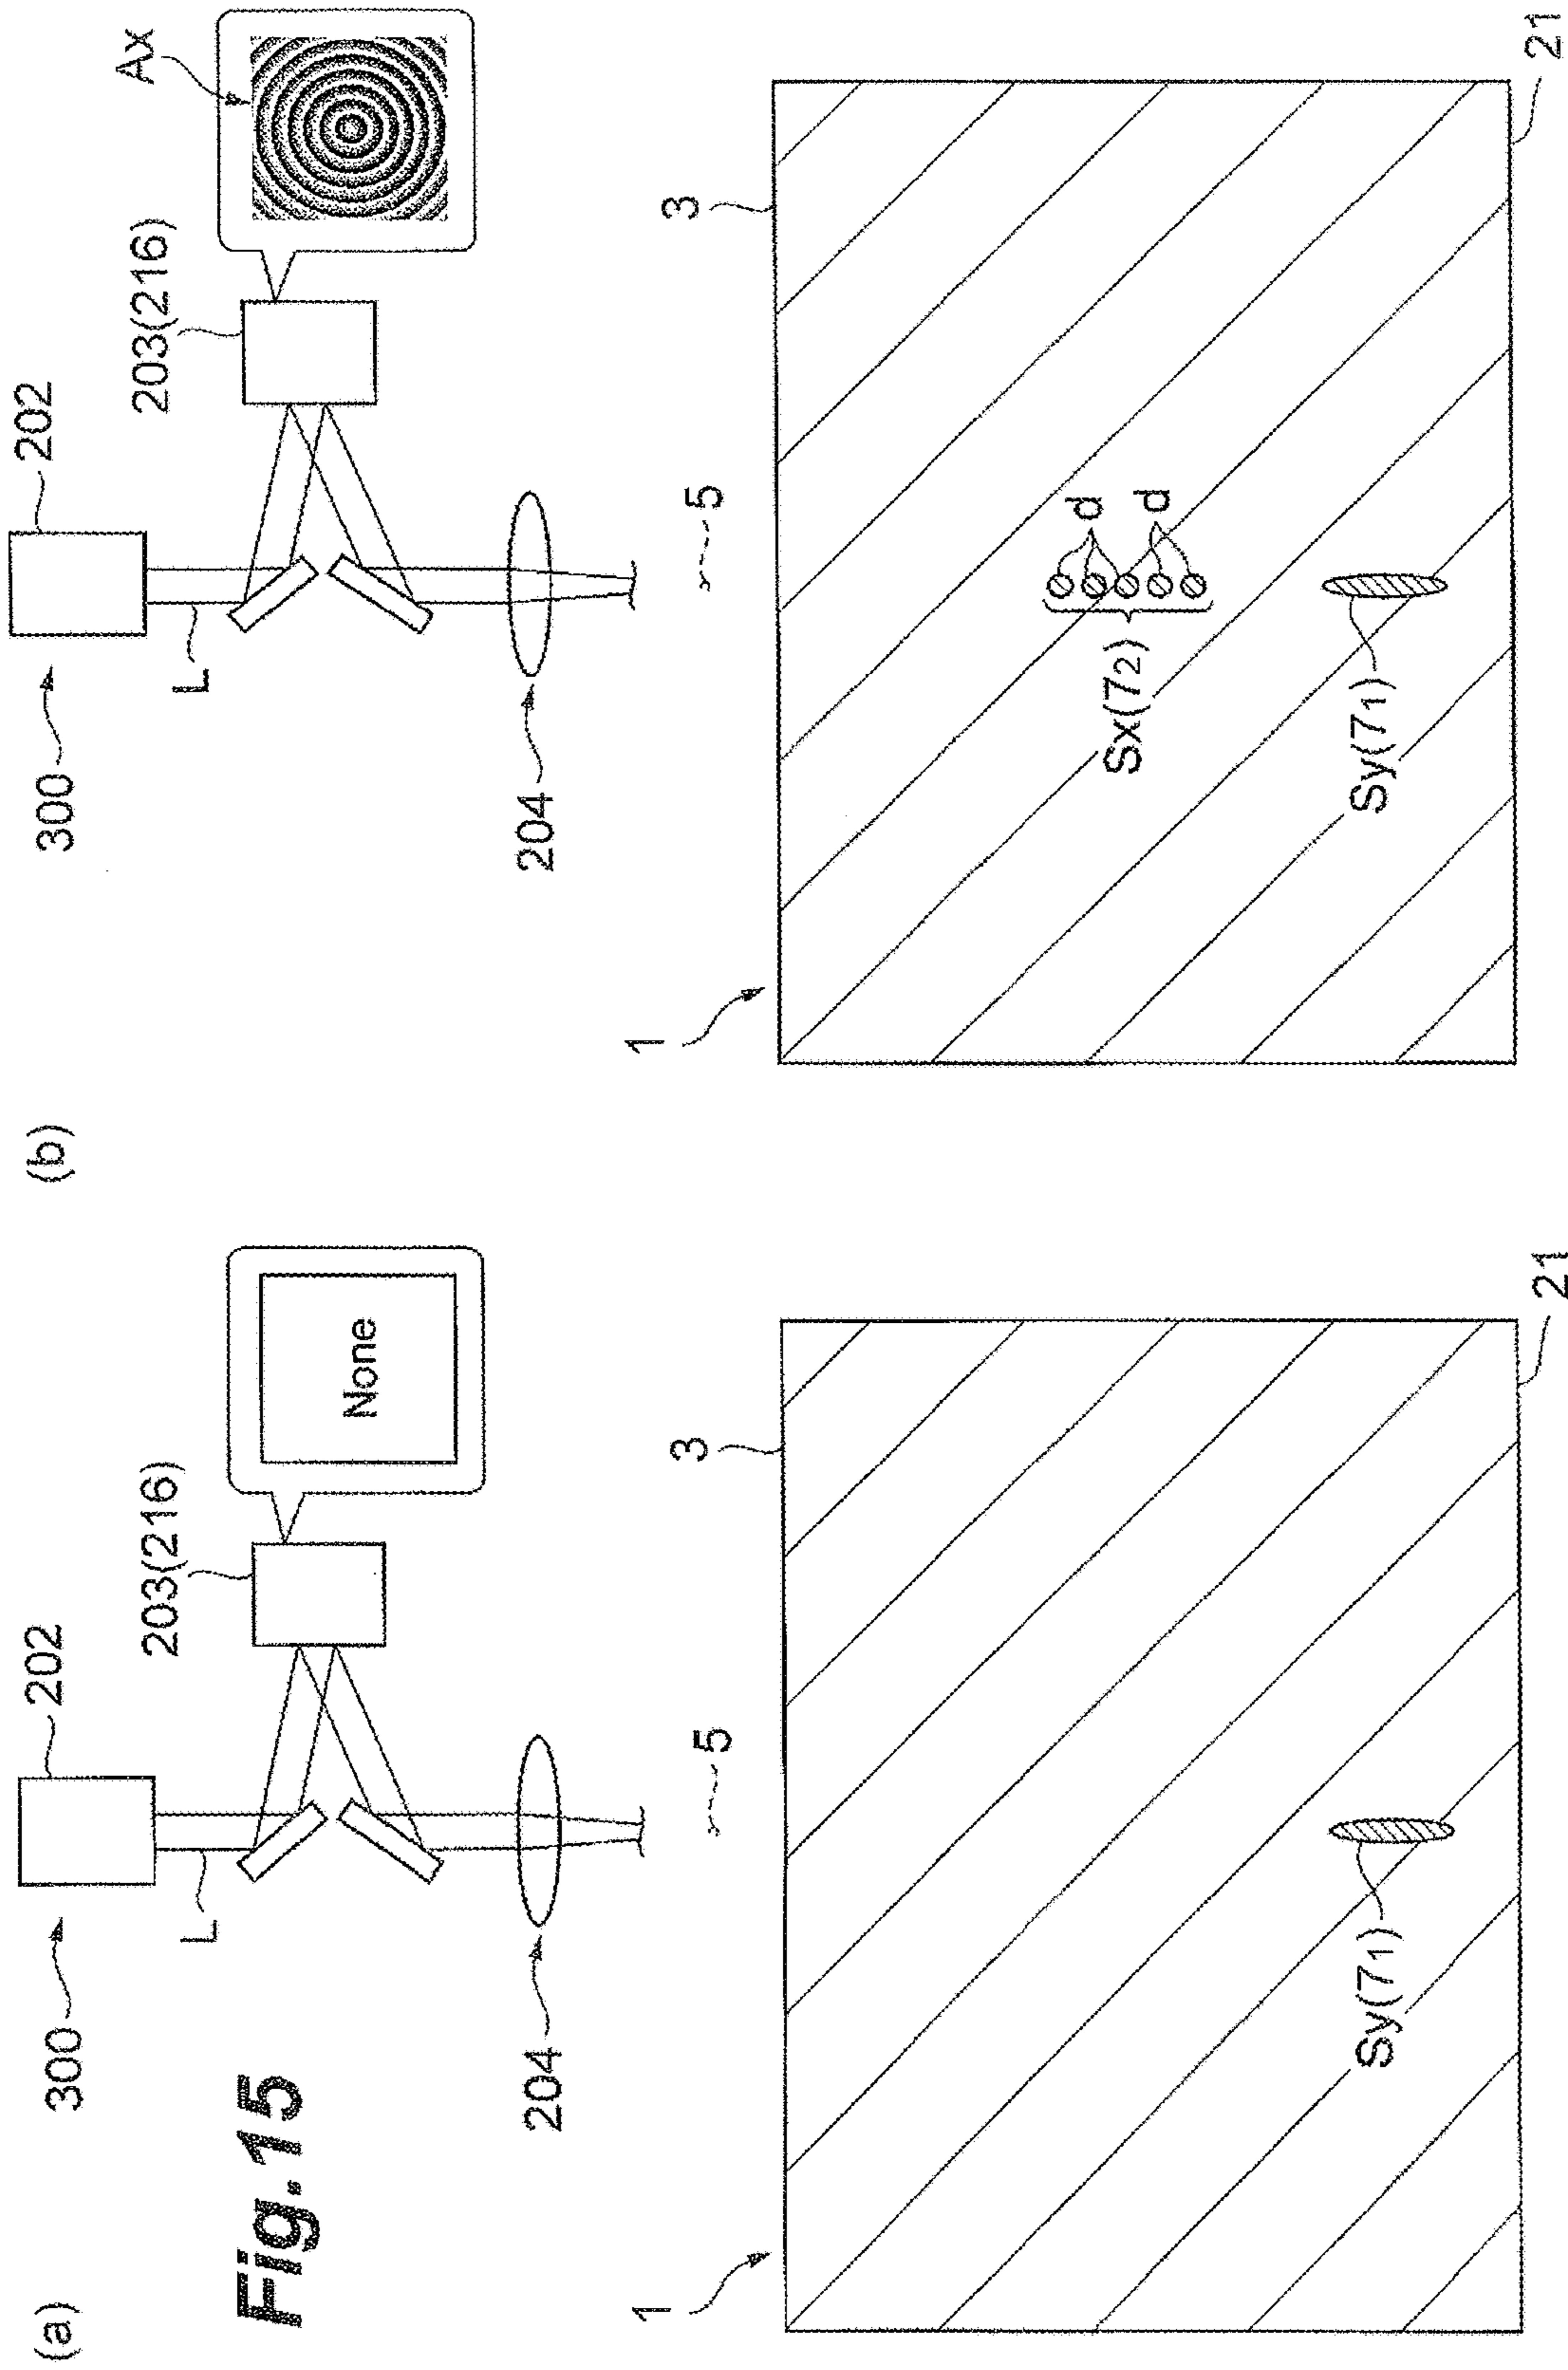 Fig.15
(a)
300
202
L
203(216)
None
204
5
1
3
Sy(71)
21
(b)
300
202
L
203(216)
Ax
204
5
1
3
d
d
Sx(72)
Sy(71)
21